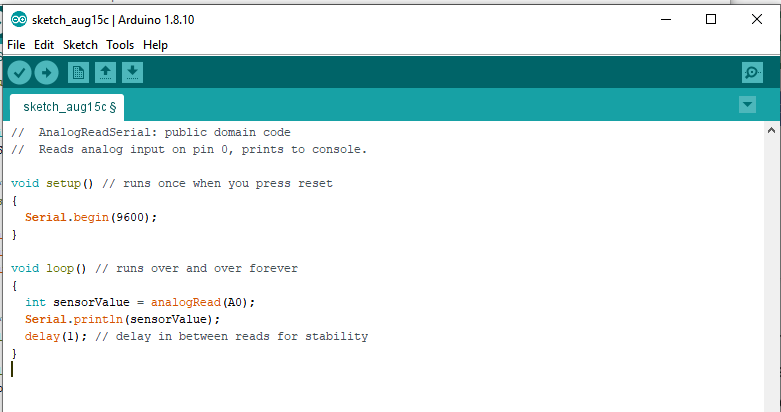 sketch_aug15c | Arduino 1.8.10
File Edit Sketch Tools Help
sketch_aug15c §
//  AnalogReadSerial: public domain code
//  Reads analog input on pin 0, prints to console.
void setup() // runs once when you press reset
{
  Serial.begin(9600);
}
void loop() // runs over and over forever
{
  int sensorValue = analogRead(A0);
  Serial.println(sensorValue);
  delay(1); // delay in between reads for stability
}